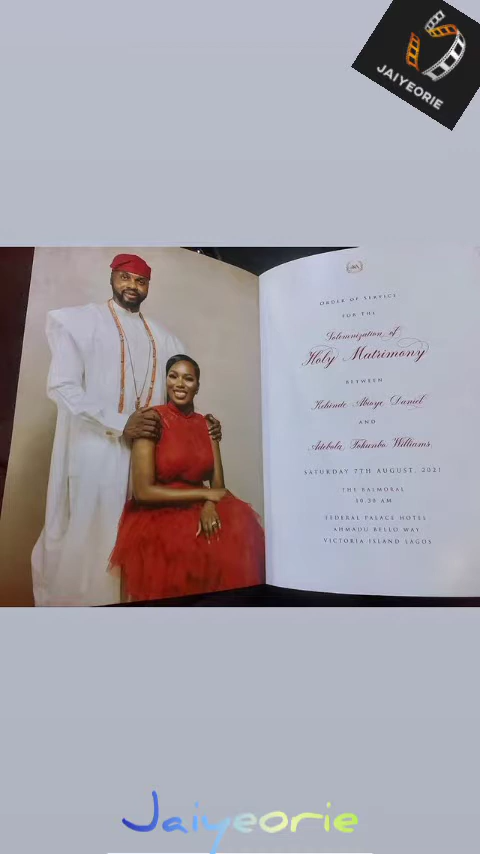 JAIYEORIE
ORDER OF SERVICE
FOR THE
Solemnization of
Holy Matrimony
BETWEEN
Kehinde Abioye Daniel
AND
Adebola Tokunbo Williams
SATURDAY 7TH AUGUST, 2021
THE BALMORAL
10:30 AM
FEDERAL PALACE HOTEL
AHMADU BELLO WAY
VICTORIA ISLAND LAGOS
Jaiyeorie